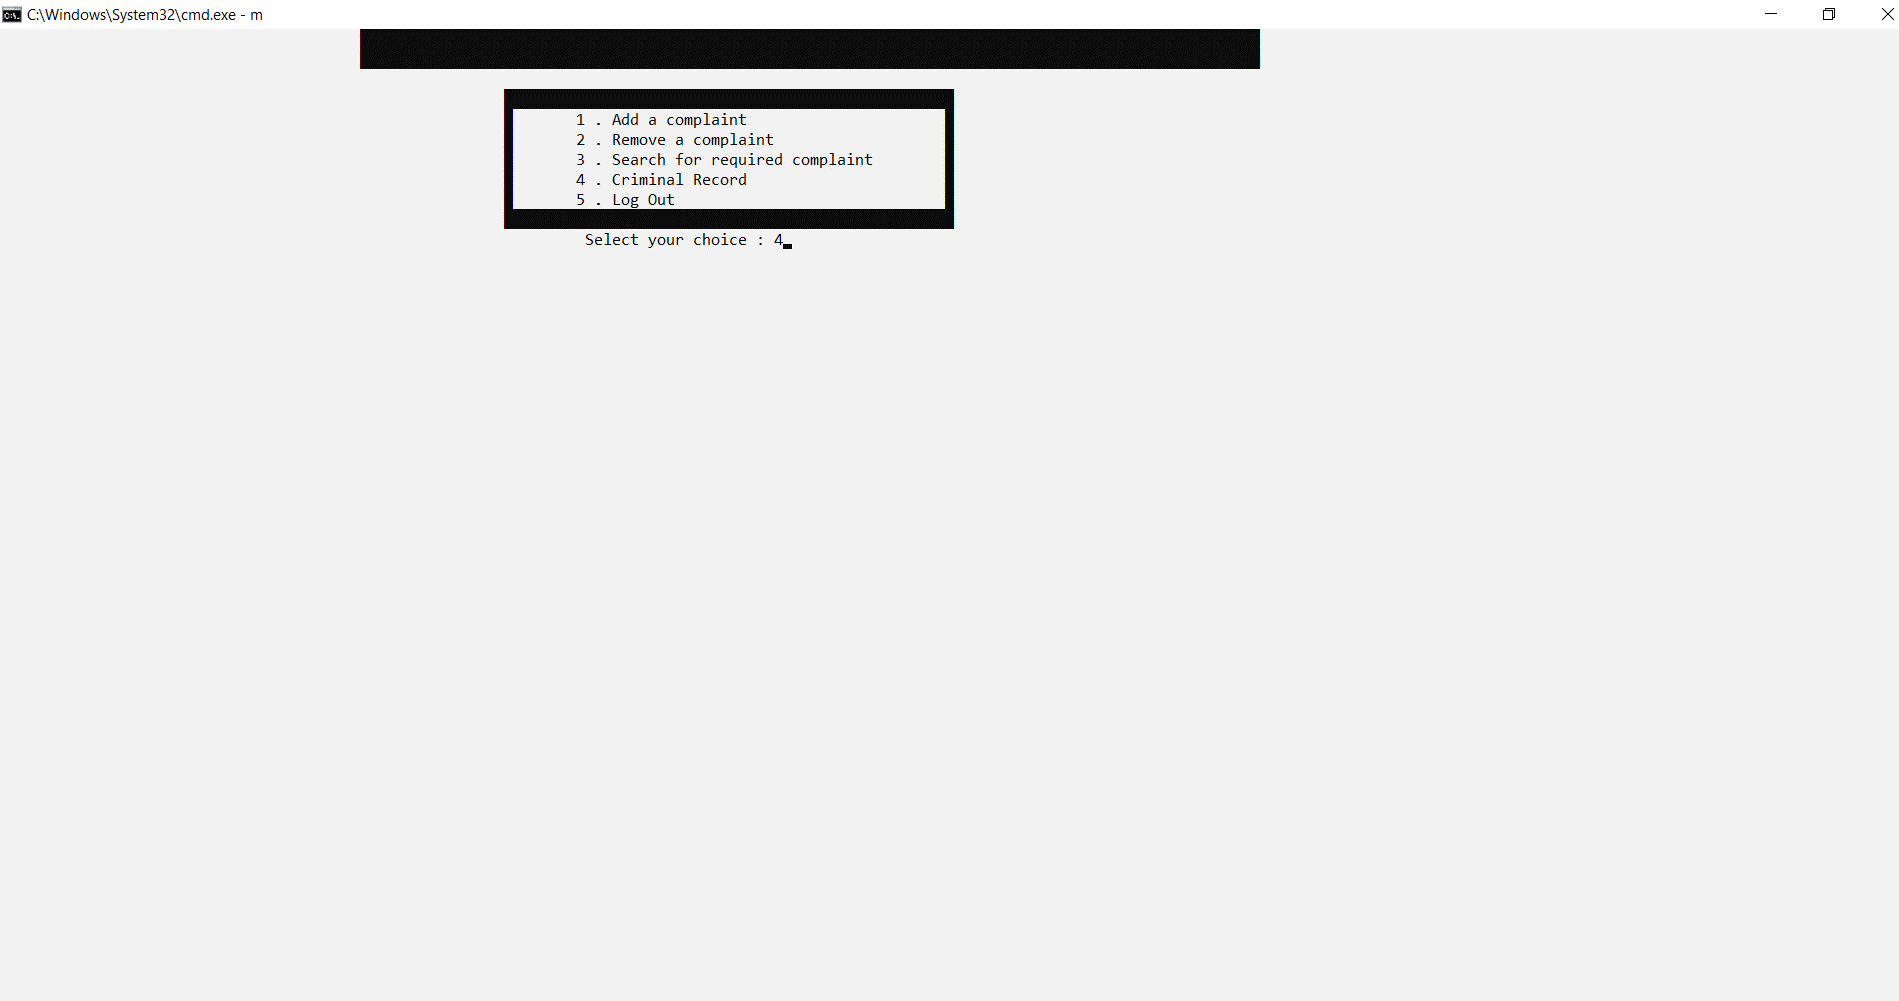 C:\Windows\System32\cmd.exe - m
1 . Add a complaint
2 . Remove a complaint
3 . Search for required complaint
4 . Criminal Record
5 . Log Out
Select your choice : 4